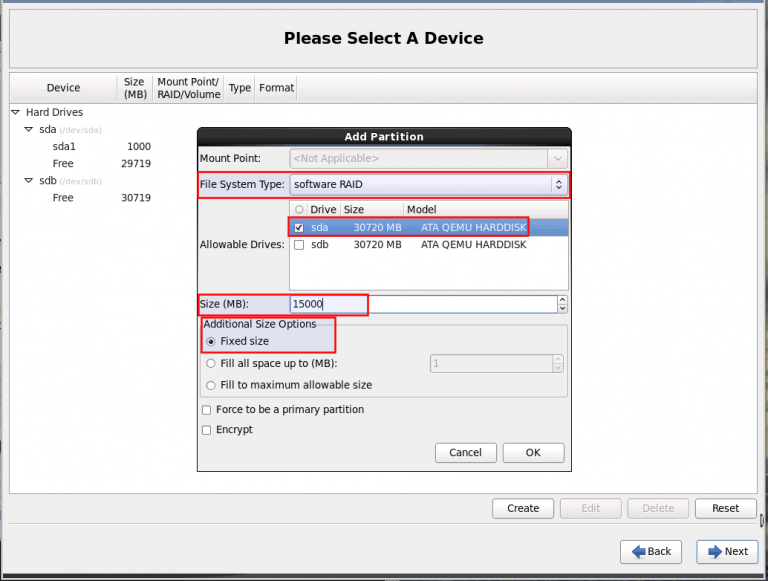 Please Select A Device
Device
Size (MB)
Mount Point/ RAID/Volume
Type
Format
Hard Drives
sda (/dev/sda)
sda1 1000
Free 29719
sdb (/dev/sdb)
Free 30719
Add Partition
Mount Point: <Not Applicable>
File System Type: software RAID
Drive Size Model
Allowable Drives:
sda 30720 MB ATA QEMU HARDDISK
sdb 30720 MB ATA QEMU HARDDISK
Size (MB): 15000
Additional Size Options
Fixed size
Fill all space up to (MB): 1
Fill to maximum allowable size
Force to be a primary partition
Encrypt
Cancel OK
Create Edit Delete Reset
Back Next